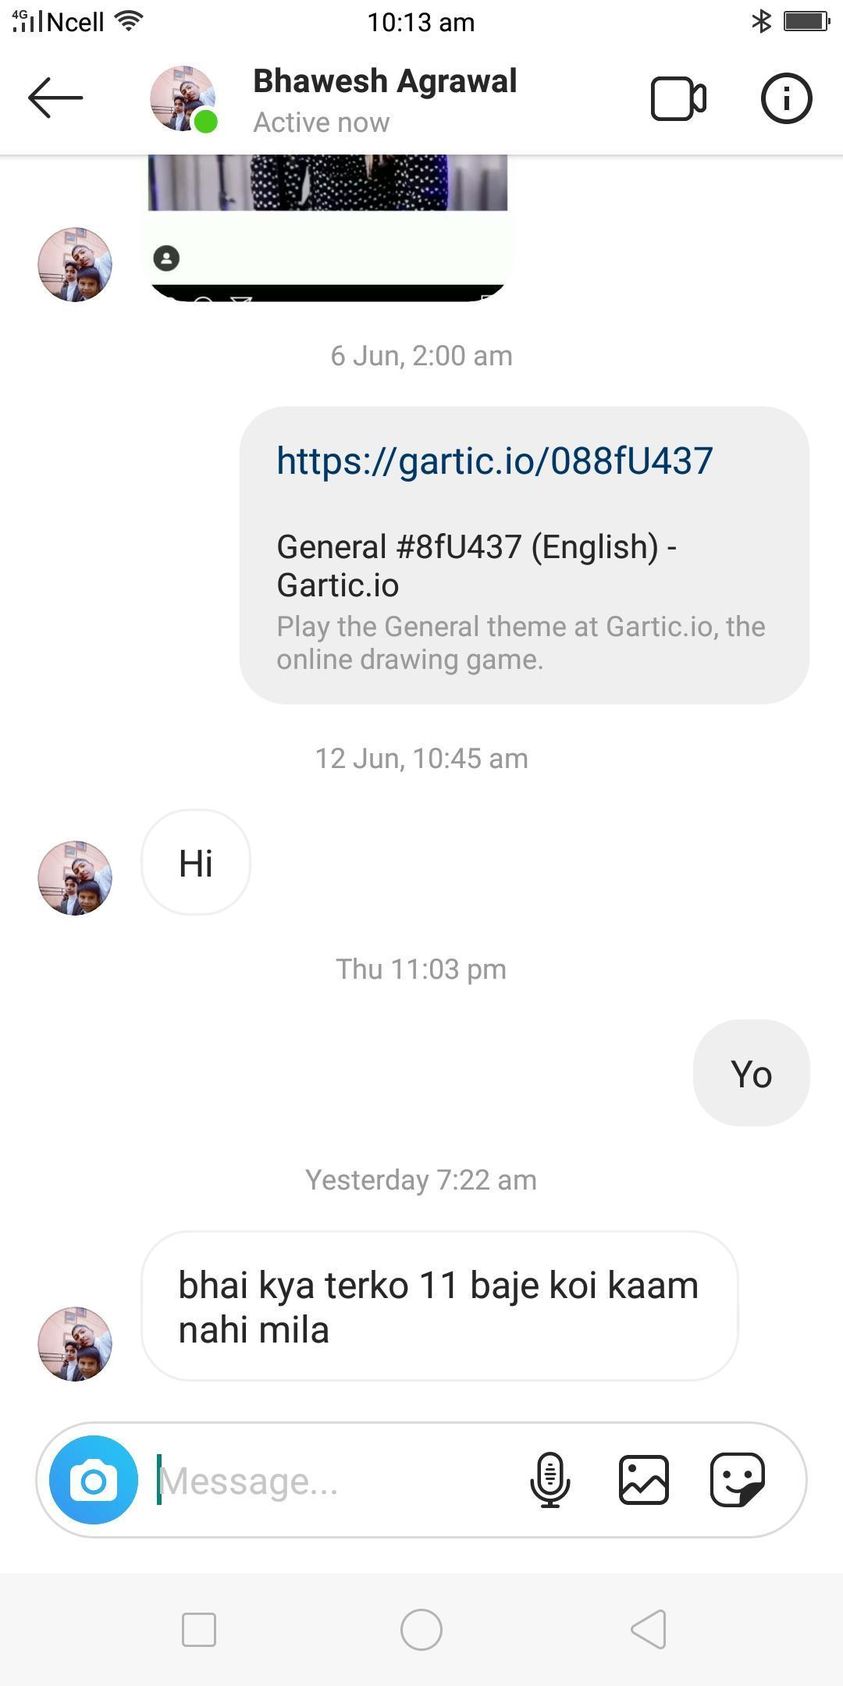 4G Ncell 10:13 am
Bhawesh Agrawal
Active now
6 Jun, 2:00 am
https://gartic.io/088fU437
General #8fU437 (English) -
Gartic.io
Play the General theme at Gartic.io, the
online drawing game.
12 Jun, 10:45 am
Hi
Thu 11:03 pm
Yo
Yesterday 7:22 am
bhai kya terko 11 baje koi kaam
nahi mila
Message...